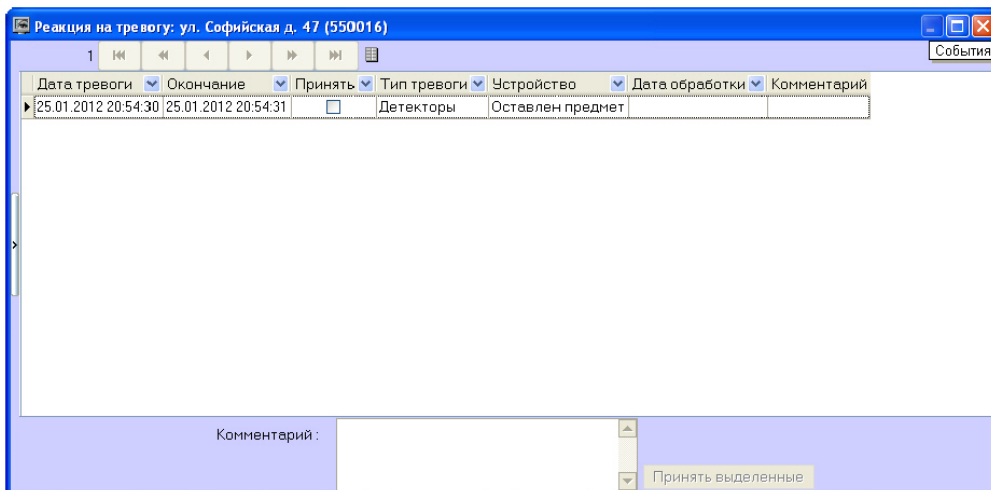 Реакция на тревогу: ул. Софийская д. 47 (550016)
1
События
Дата тревоги Окончание Принять Тип тревоги Устройство Дата обработки Комментарий
25.01.2012 20:54:30 25.01.2012 20:54:31 Детекторы Оставлен предмет
Комментарий :
Принять выделенные